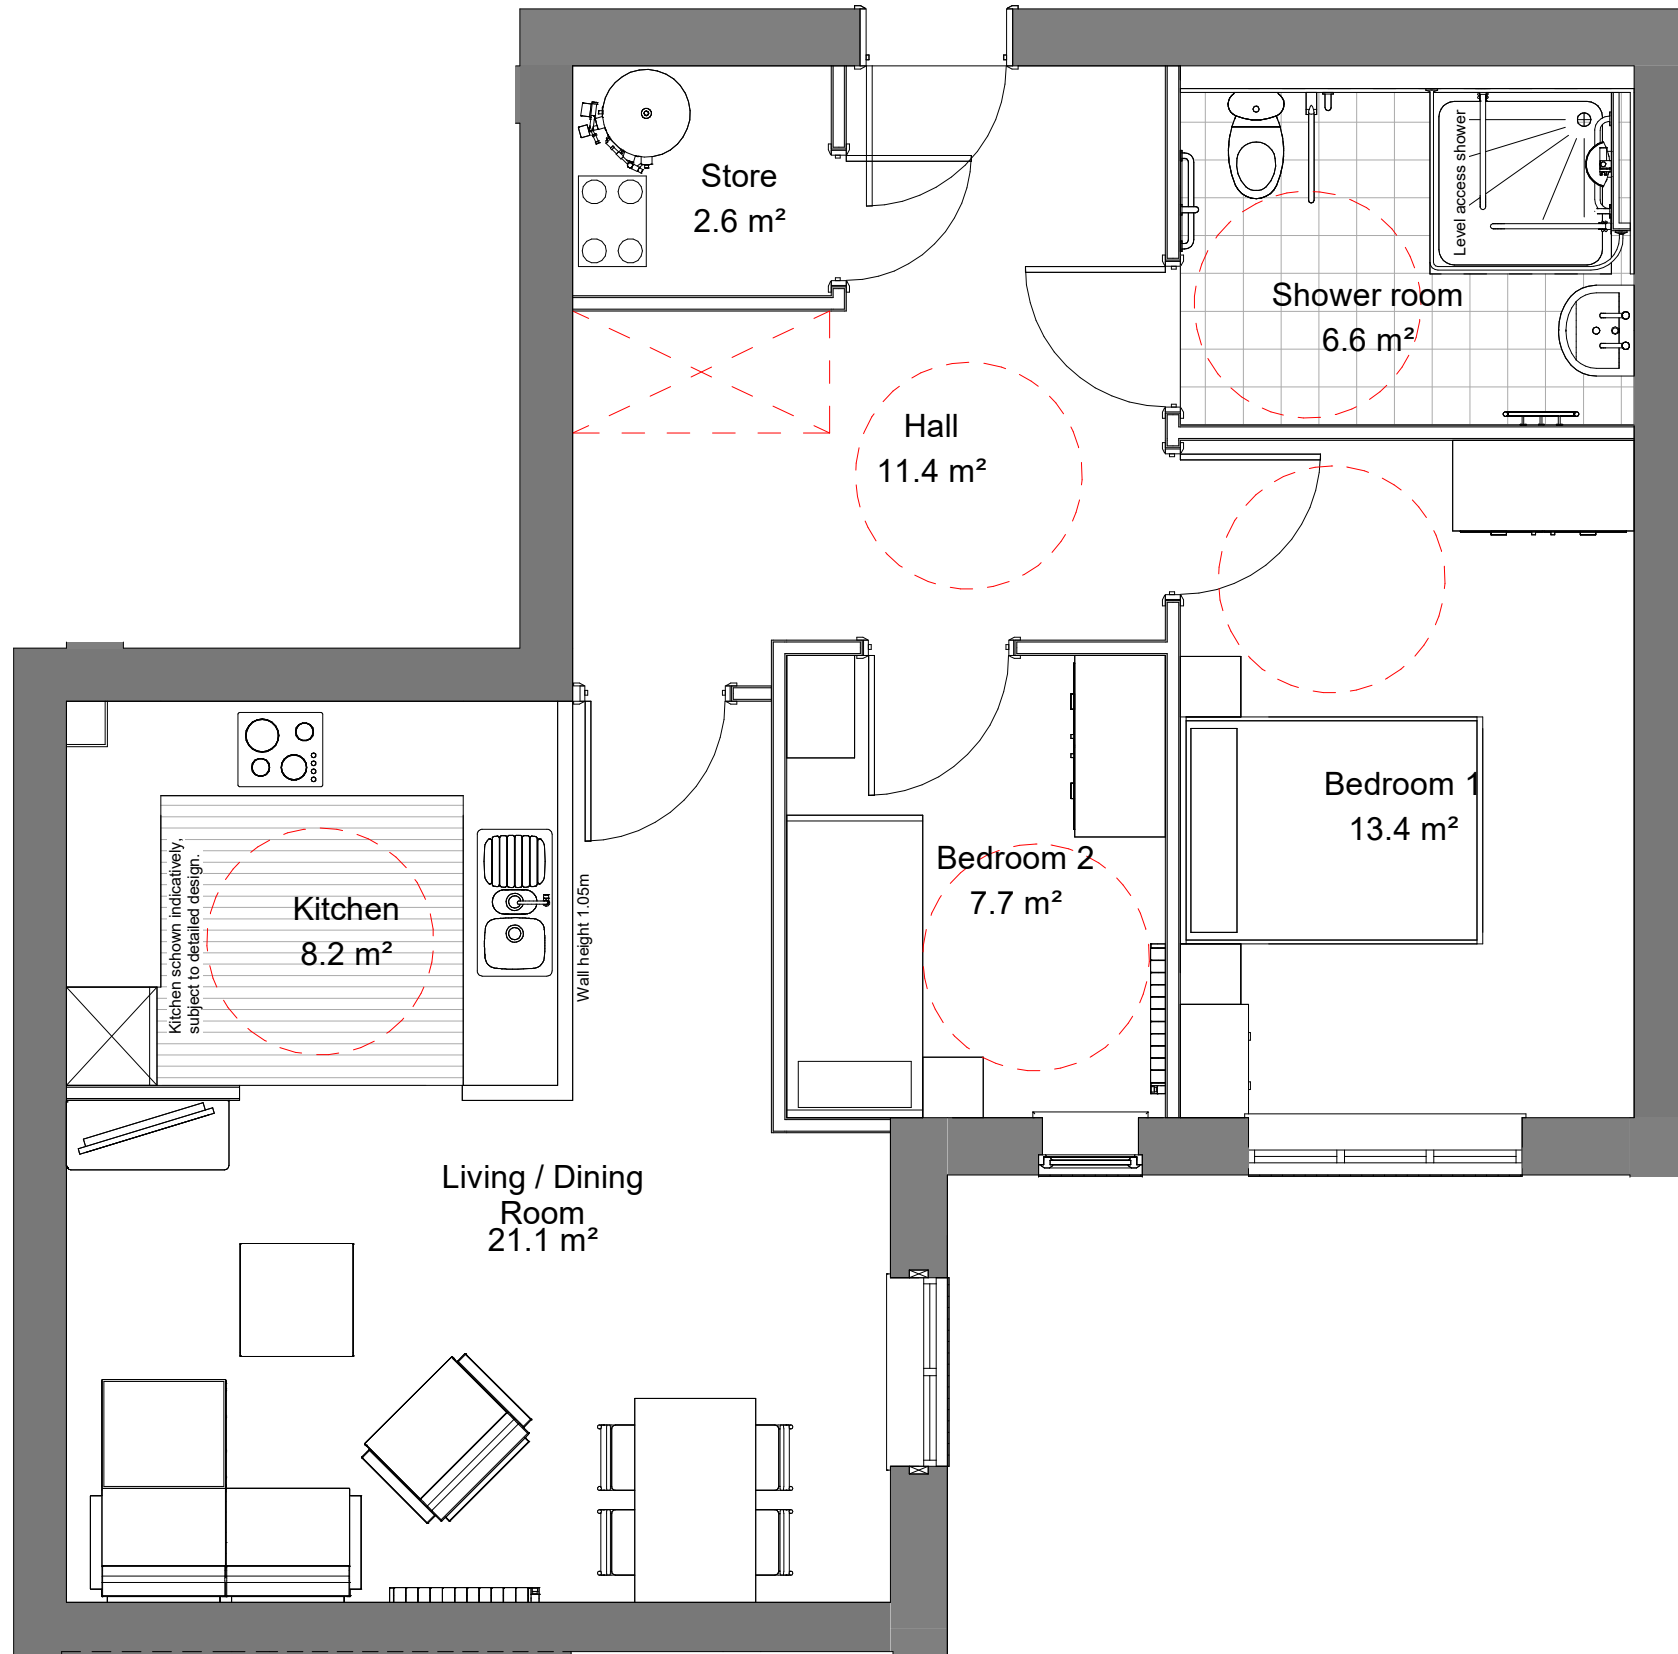 Store
2.6 m²
Level access shower
Shower room
6.6 m²
Hall
11.4 m²
Bedroom 1
13.4 m²
Bedroom 2
7.7 m²
Kitchen schown indicatively,
subject to detailed design.
Kitchen
8.2 m²
Wall height 1.05m
Living / Dining
Room
21.1 m²